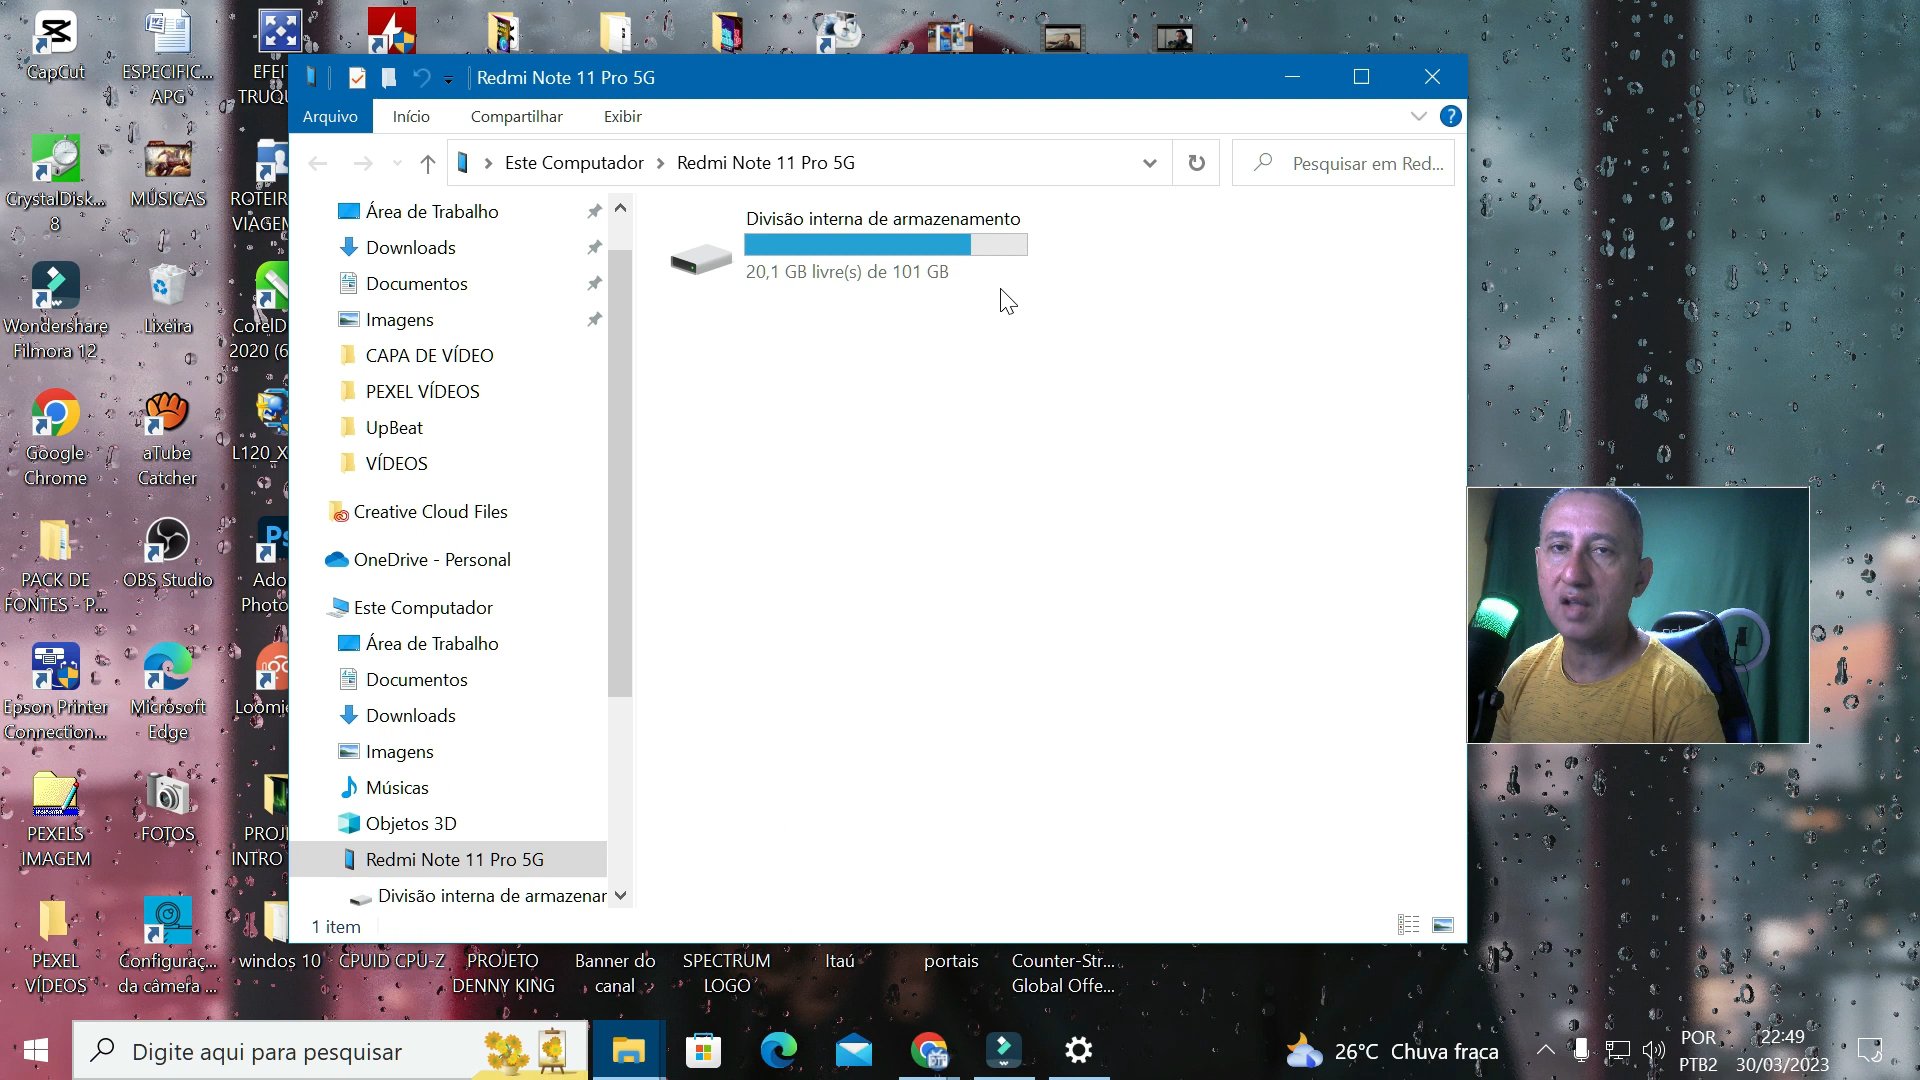 CapCut
ESPECIFIC...
APG
EFEI
TRUQU
CrystalDisk...
8
MÚSICAS
ROTEIR
VIAGEN
Wondershare
Filmora 12
Lixeira
CorelD
2020 (6
Google
Chrome
aTube
Catcher
L120_X
PACK DE
FONTES - P...
OBS Studio
Ps
Ado
Photo
Epson Printer
Connection...
Microsoft
Edge
Loomie
PEXELS
IMAGEM
FOTOS
PROJ
INTRO
PEXEL
VÍDEOS
Configuraç...
da câmera ...
windos 10
CPUID CPU-Z
PROJETO
DENNY KING
Banner do
canal
SPECTRUM
LOGO
Itaú
portais
Counter-Str...
Global Offe...
Redmi Note 11 Pro 5G
Arquivo
Início
Compartilhar
Exibir
?
Este Computador
Redmi Note 11 Pro 5G
Pesquisar em Red...
Área de Trabalho
Downloads
Documentos
Imagens
CAPA DE VÍDEO
PEXEL VÍDEOS
UpBeat
VÍDEOS
Creative Cloud Files
OneDrive - Personal
Este Computador
Área de Trabalho
Documentos
Downloads
Imagens
Músicas
Objetos 3D
Redmi Note 11 Pro 5G
Divisão interna de armazenar
Divisão interna de armazenamento
20,1 GB livre(s) de 101 GB
1 item
Digite aqui para pesquisar
26°C Chuva fraca
POR
PTB2
22:49
30/03/2023